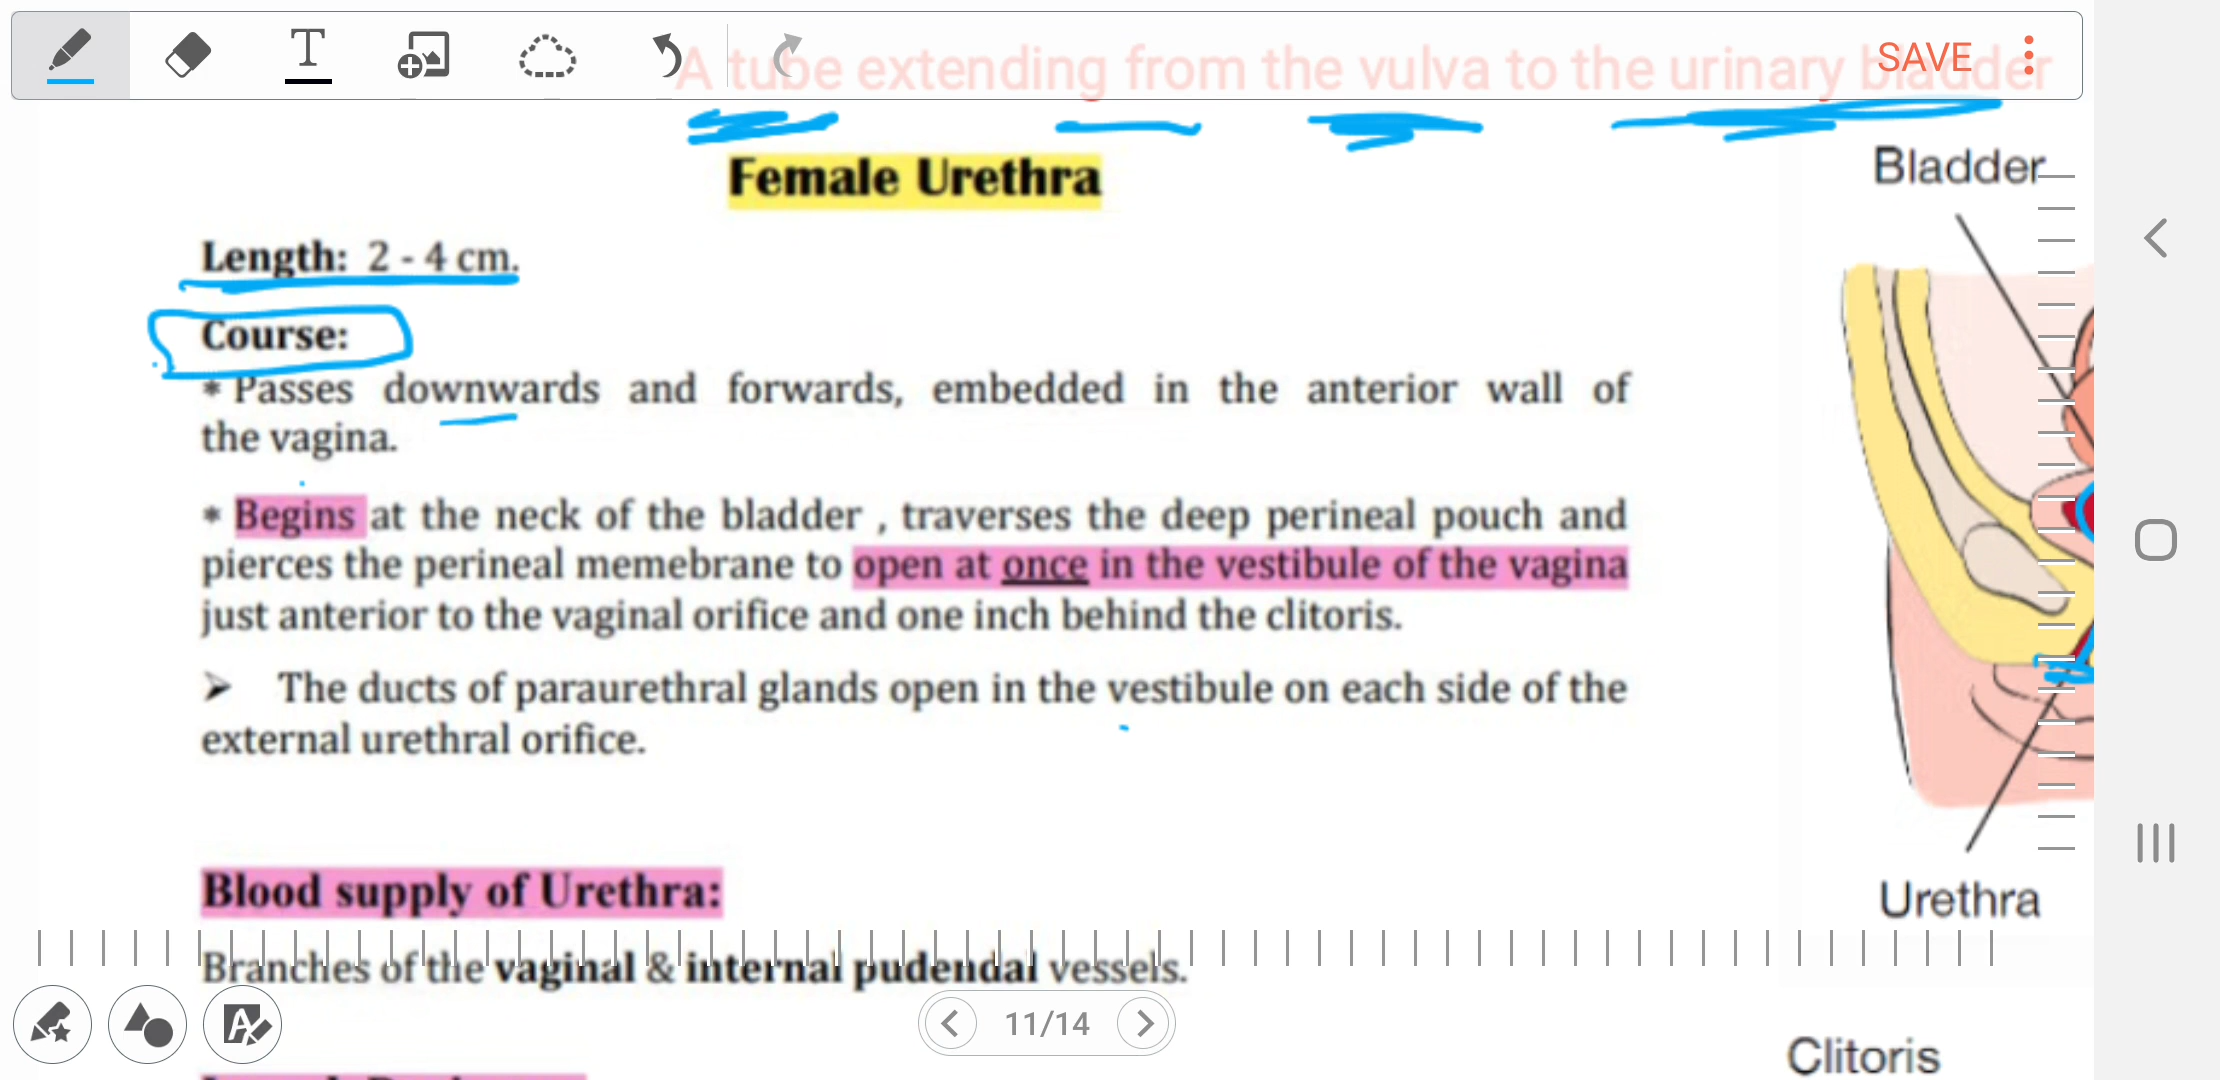 T
A tube extending from the vulva to the urinary bladder
SAVE
Female Urethra
Bladder
Length: 2 - 4 cm.
Course:
* Passes downwards and forwards, embedded in the anterior wall of
the vagina.
* Begins at the neck of the bladder , traverses the deep perineal pouch and
pierces the perineal memebrane to open at once in the vestibule of the vagina
just anterior to the vaginal orifice and one inch behind the clitoris.
➤ The ducts of paraurethral glands open in the vestibule on each side of the
external urethral orifice.
Blood supply of Urethra:
Urethra
Branches of the vaginal & internal pudendal vessels.
A
11/14
Clitoris